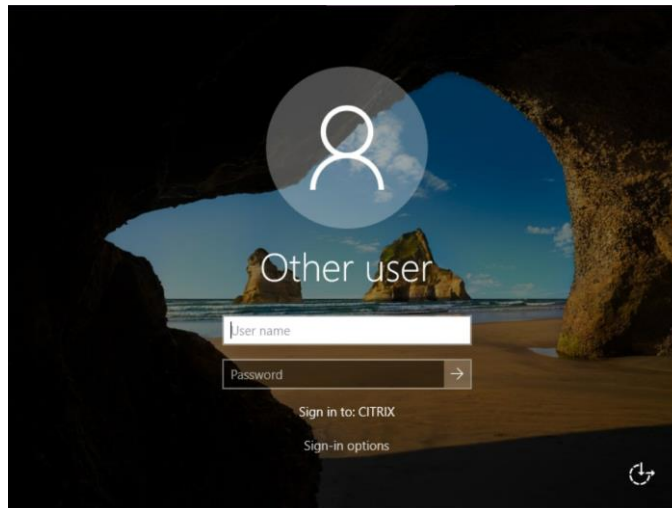 Other user
User name
Password
Sign in to: CITRIX
Sign-in options